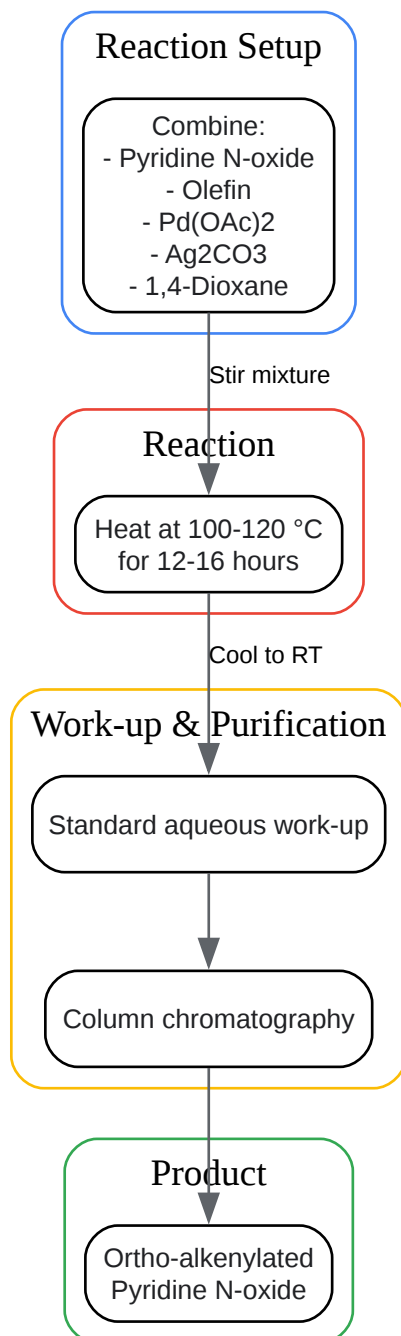 Reaction Setup
Combine:
- Pyridine N-oxide
- Olefin
- Pd(OAc)2
- Ag2CO3
- 1,4-Dioxane
Stir mixture
Reaction
Heat at 100-120 °C
for 12-16 hours
Cool to RT
Work-up & Purification
Standard aqueous work-up
Column chromatography
Product
Ortho-alkenylated
Pyridine N-oxide